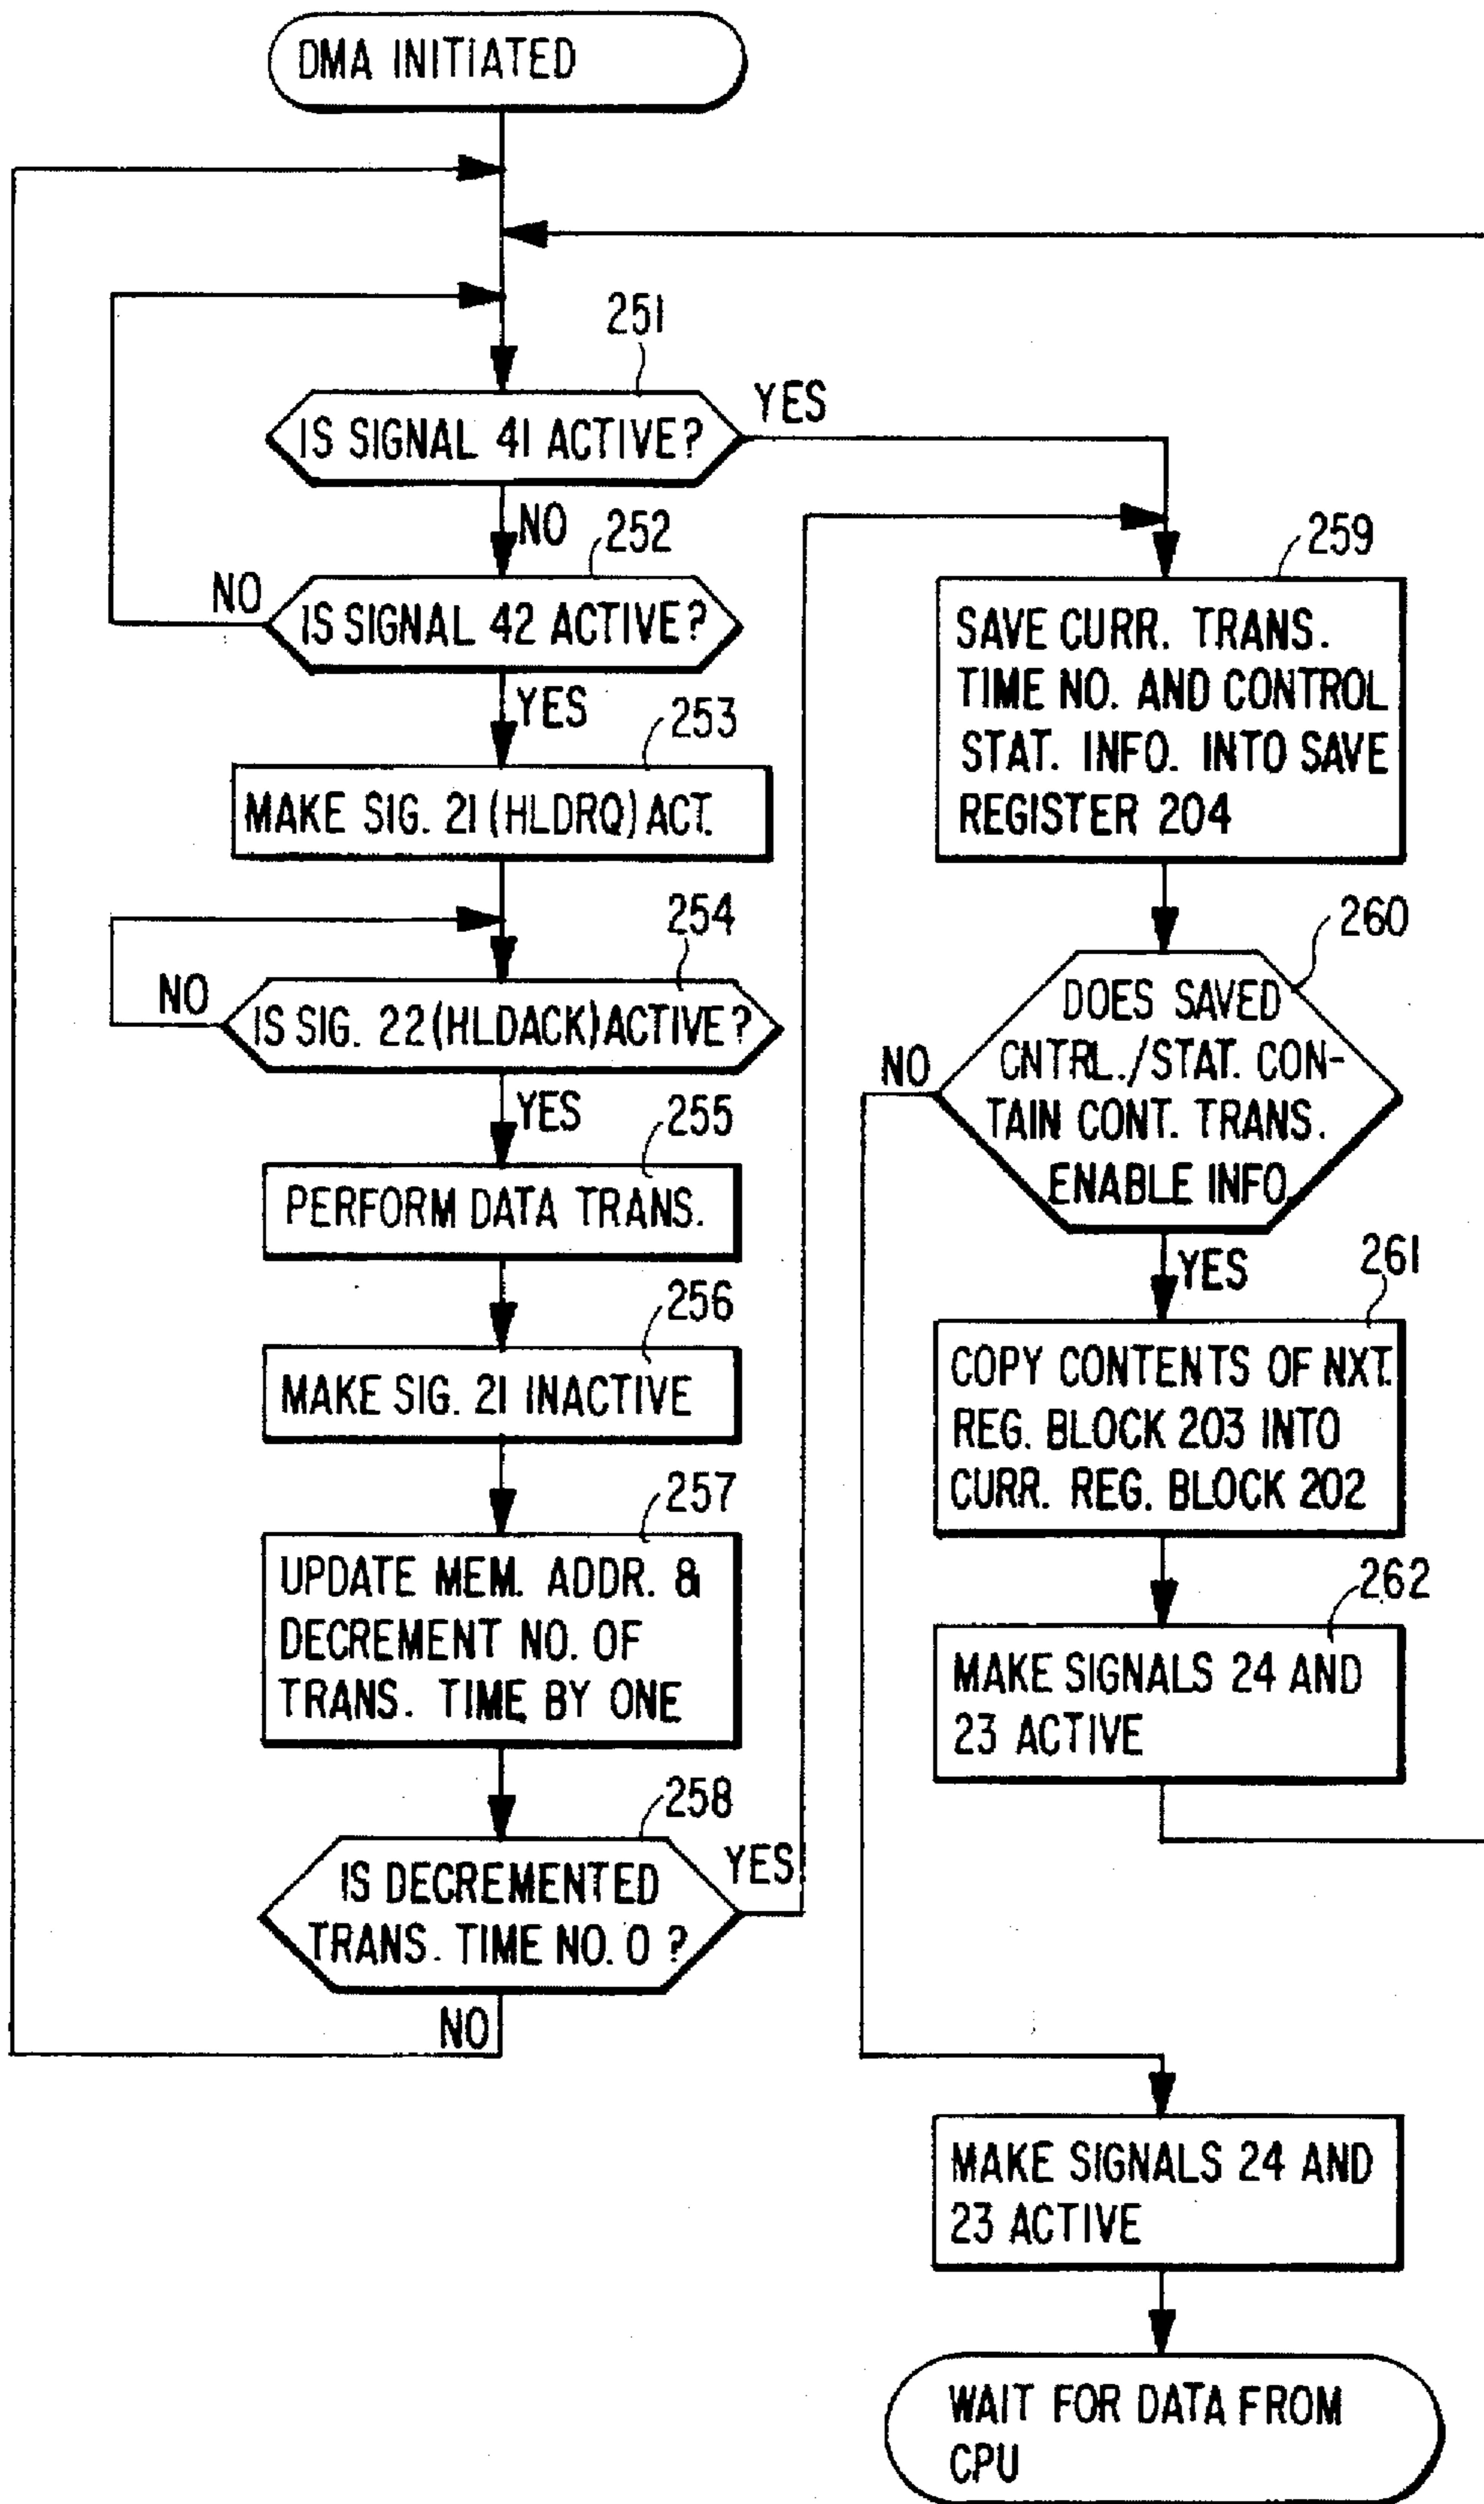 DMA INITIATED
251
IS SIGNAL 41 ACTIVE?
YES
NO
252
IS SIGNAL 42 ACTIVE?
NO
YES
253
MAKE SIG. 21 (HLDRQ) ACT.
254
IS SIG. 22 (HLDACK) ACTIVE?
NO
YES
255
PERFORM DATA TRANS.
256
MAKE SIG. 21 INACTIVE
257
UPDATE MEM. ADDR. &
DECREMENT NO. OF
TRANS. TIME BY ONE
258
IS DECREMENTED
TRANS. TIME NO. 0 ?
YES
NO
259
SAVE CURR. TRANS.
TIME NO. AND CONTROL
STAT. INFO. INTO SAVE
REGISTER 204
260
DOES SAVED
CNTRL./STAT. CON-
TAIN CONT. TRANS.
ENABLE INFO.
NO
YES
261
COPY CONTENTS OF NXT.
REG. BLOCK 203 INTO
CURR. REG. BLOCK 202
262
MAKE SIGNALS 24 AND
23 ACTIVE
MAKE SIGNALS 24 AND
23 ACTIVE
WAIT FOR DATA FROM
CPU